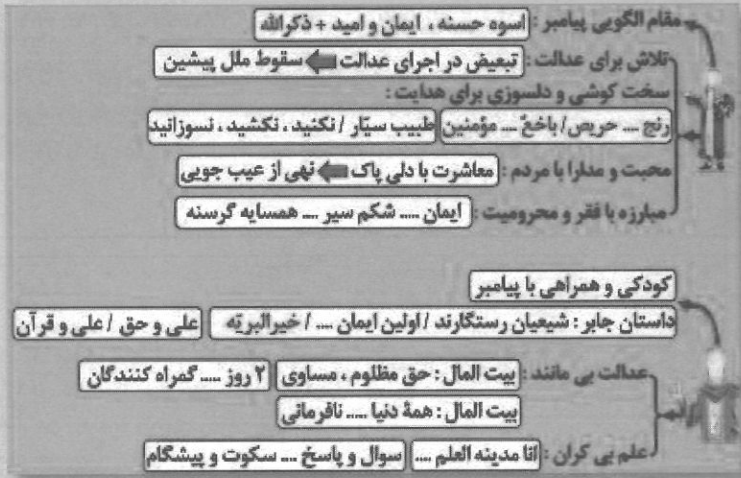 مقام الگویی پیامبر : اسوه حسنه ، ایمان و امید + ذکرالله
تلاش برای عدالت : تبعیض در اجرای عدالت سقوط ملل پیشین
سخت کوشی و دلسوزی برای هدایت :
رنج .... حریص/ باخعٌ .... مؤمنین طبیب سیّار / نکنید ، نکشید ، نسوزانید
محبت و مدارا با مردم : معاشرت با دلی پاک نهی از عیب جویی
مبارزه با فقر و محرومیت : ایمان ..... شکم سیر .... همسایه گرسنه
کودکی و همراهی با پیامبر
داستان جابر : شیعیان رستگارند / اولین ایمان .... / خیرالبریّه علی و حق / علی و قرآن
عدالت بی مانند : بیت المال : حق مظلوم ، مساوی ۲ روز ..... گمراه کنندگان
بیت المال : همهٔ دنیا ..... نافرمانی
علم بی کران : انا مدینه العلم .... سوال و پاسخ .... سکوت و پیشگام